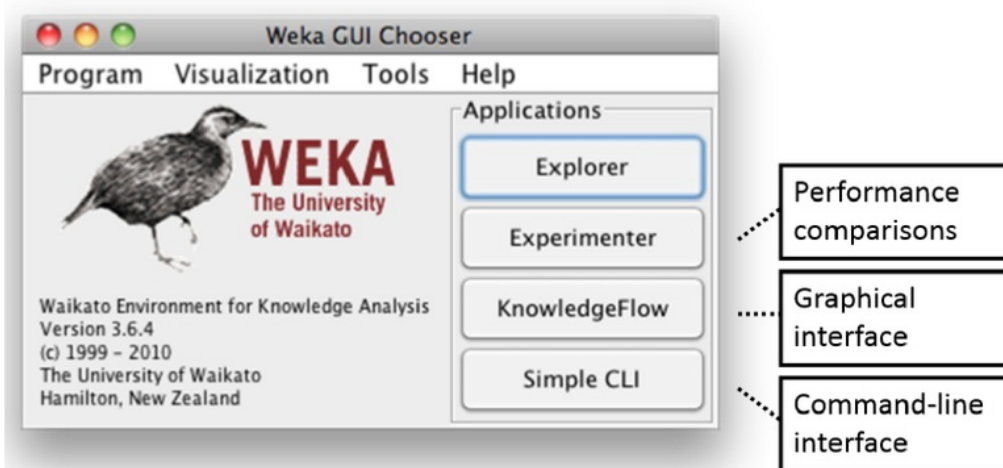 Weka GUI Chooser
Program Visualization Tools Help
WEKA
The University
of Waikato
Waikato Environment for Knowledge Analysis
Version 3.6.4
(c) 1999 – 2010
The University of Waikato
Hamilton, New Zealand
Applications
Explorer
Experimenter
KnowledgeFlow
Simple CLI
Performance
comparisons
Graphical
interface
Command-line
interface